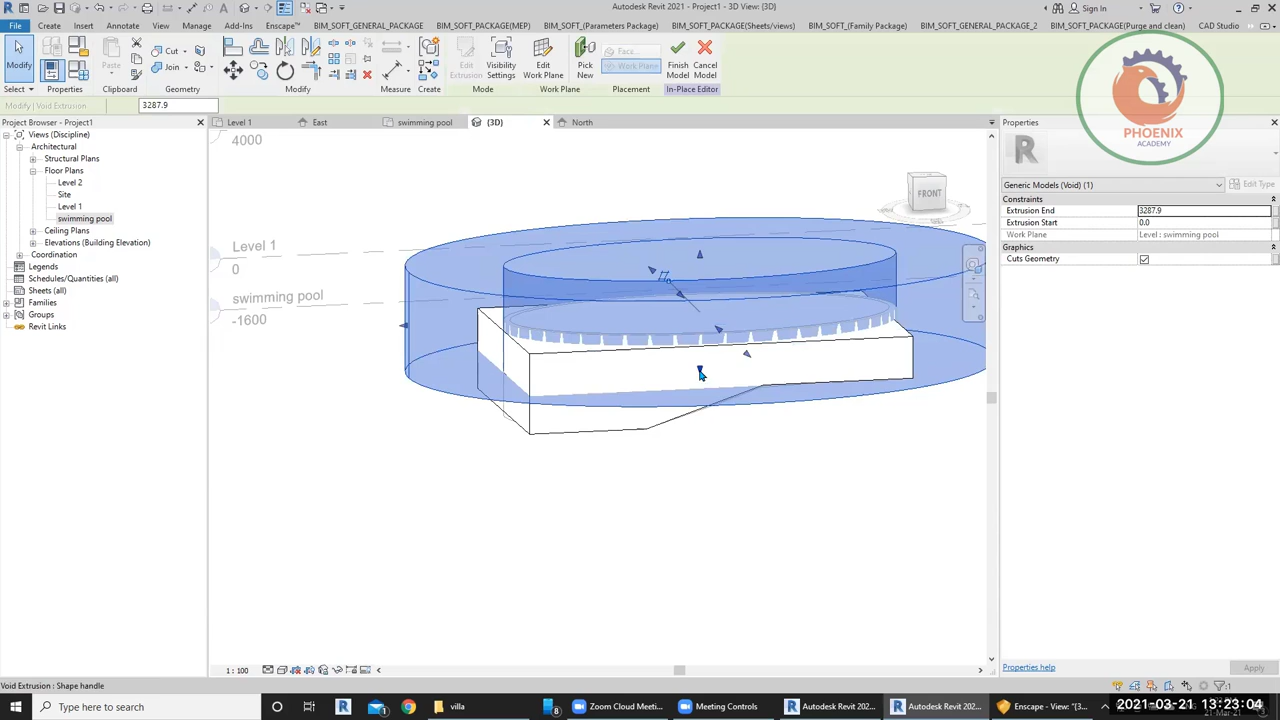 Autodesk Revit 2021 - Project1 - 3D View: {3D}
Sign In
File
Create
Insert
Annotate
View
Manage
Add-Ins
BIM_SOFT_GENERAL_PACKAGE
BIM_SOFT_PACKAGE(MEP)
BIM_SOFT_(Parameters Package)
BIM_SOFT_PACKAGE(Sheets/views)
BIM_SOFT_(Family Package)
BIM_SOFT_GENERAL_PACKAGE_2
BIM_SOFT_PACKAGE(Purge and clean)
CAD Studio
Enscape™
Modify
Paste
Cut
Join
Edit
Extrusion
Visibility
Settings
Edit
Work Plane
Pick
New
Face...
Work Plane
Finish
Model
Cancel
Model
Select
Properties
Clipboard
Geometry
Modify
Measure
Create
Mode
Work Plane
Placement
In-Place Editor
PHOENIX
ACADEMY
Modify | Void Extrusion
3287.9
Project Browser - Project1
Level 1
East
swimming pool
{3D}
North
Properties
Views (Discipline)
Architectural
Structural Plans
Floor Plans
Level 2
Site
Level 1
swimming pool
Ceiling Plans
Elevations (Building Elevation)
Coordination
Legends
Schedules/Quantities (all)
Sheets (all)
Families
Groups
Revit Links
4000
Level 1
0
swimming pool
-1600
FRONT
R
Generic Models (Void) (1)
Edit Type
Constraints
Extrusion End
3287.9
Extrusion Start
0.0
Work Plane
Level : swimming pool
Graphics
Cuts Geometry
1 : 100
Properties help
Apply
Void Extrusion : Shape handle
:1
Type here to search
villa
Zoom Cloud Meeti...
Meeting Controls
Autodesk Revit 202...
Autodesk Revit 202...
Enscape - View: "{3...
2021-03-21 13:23:04